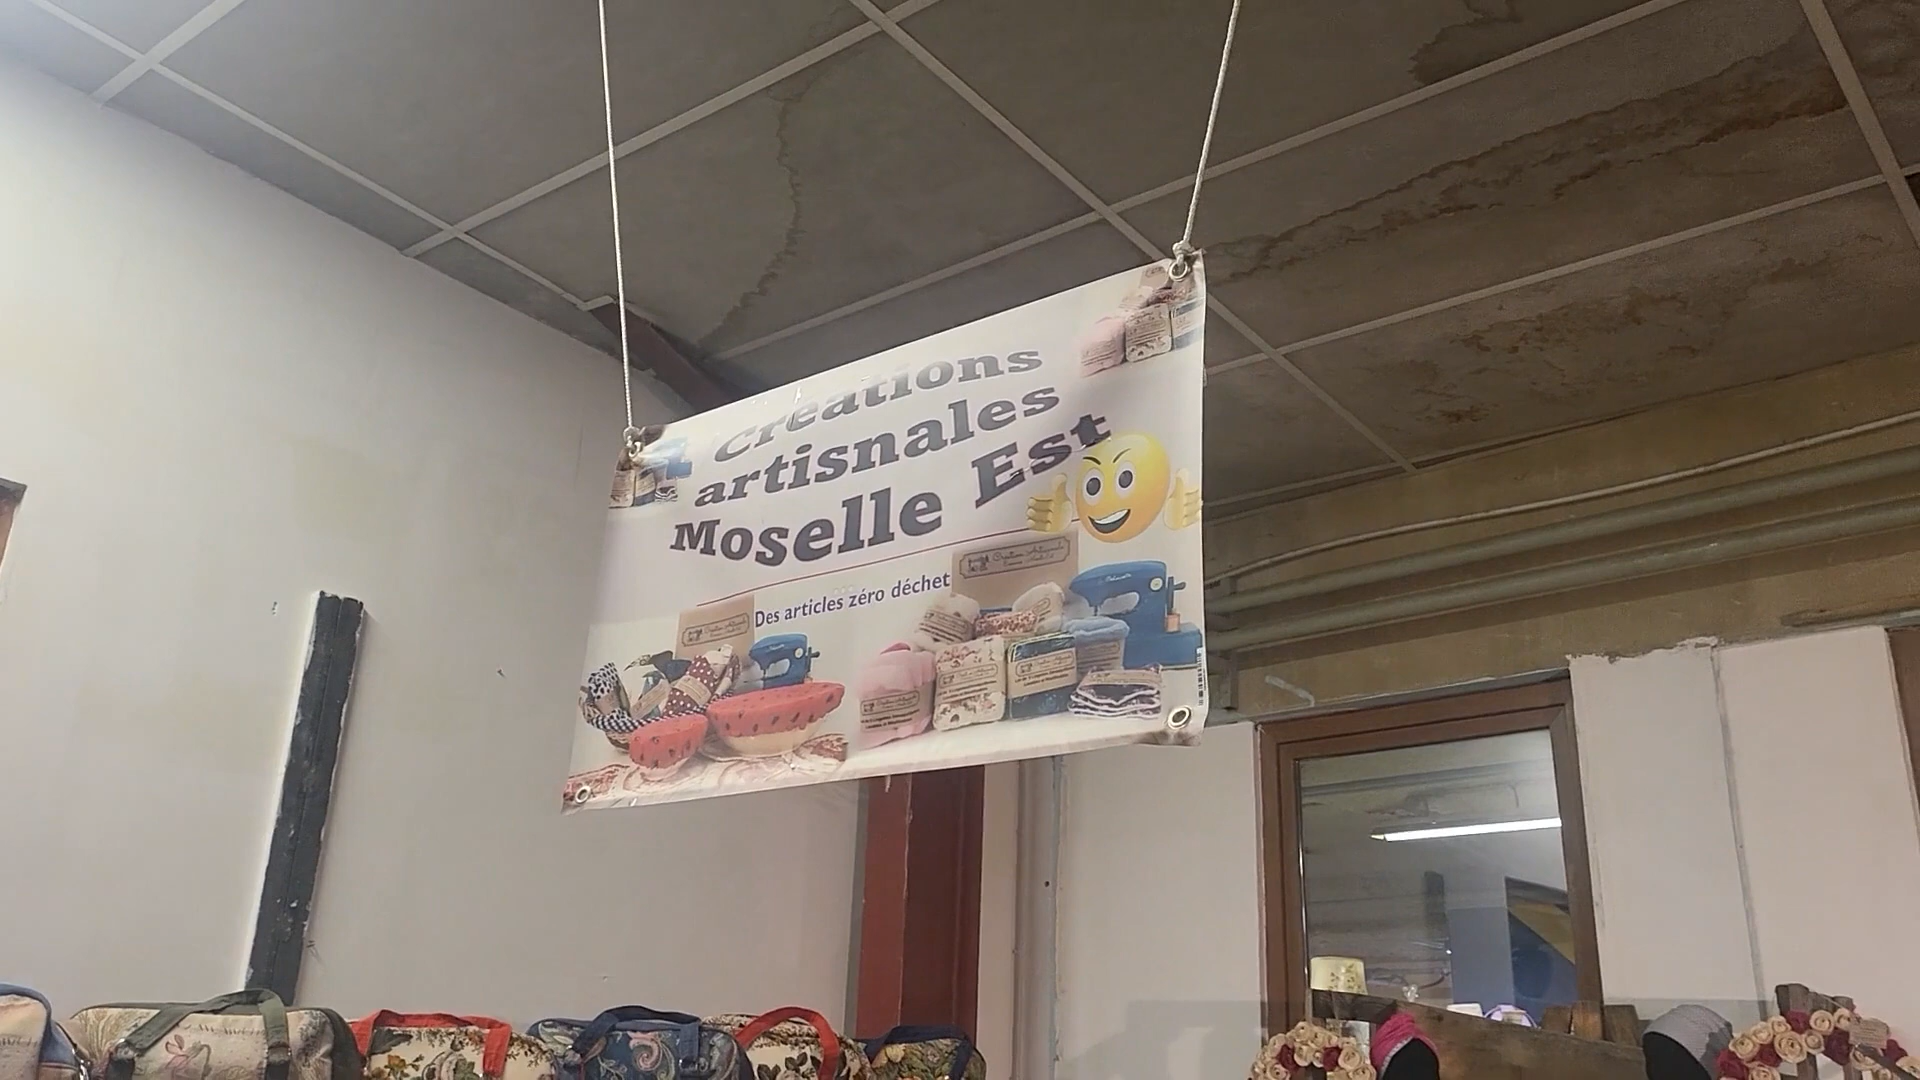 Créations
artisnales
Moselle Est
Des articles zéro déchet